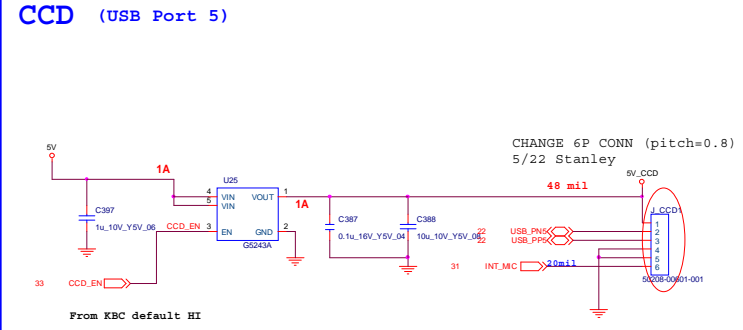 CCD (USB Port 5)
CHANGE 6P CONN (pitch=0.8)
5/22 Stanley
5V
5V_CCD
1A
U25
48 mil
4 VIN VOUT 1
5 VIN
1A
J_CCD1
C397
1u_10V_Y5V_06
CCD_EN 3 EN GND 2
G5243A
C387
0.1u_16V_Y5V_04
C388
10u_10V_Y5V_08
22 USB_PN5
22 USB_PP5
1
2
3
4
5
6
31 INT_MIC 20mil
50208-00601-001
33 CCD_EN
From KBC default HI